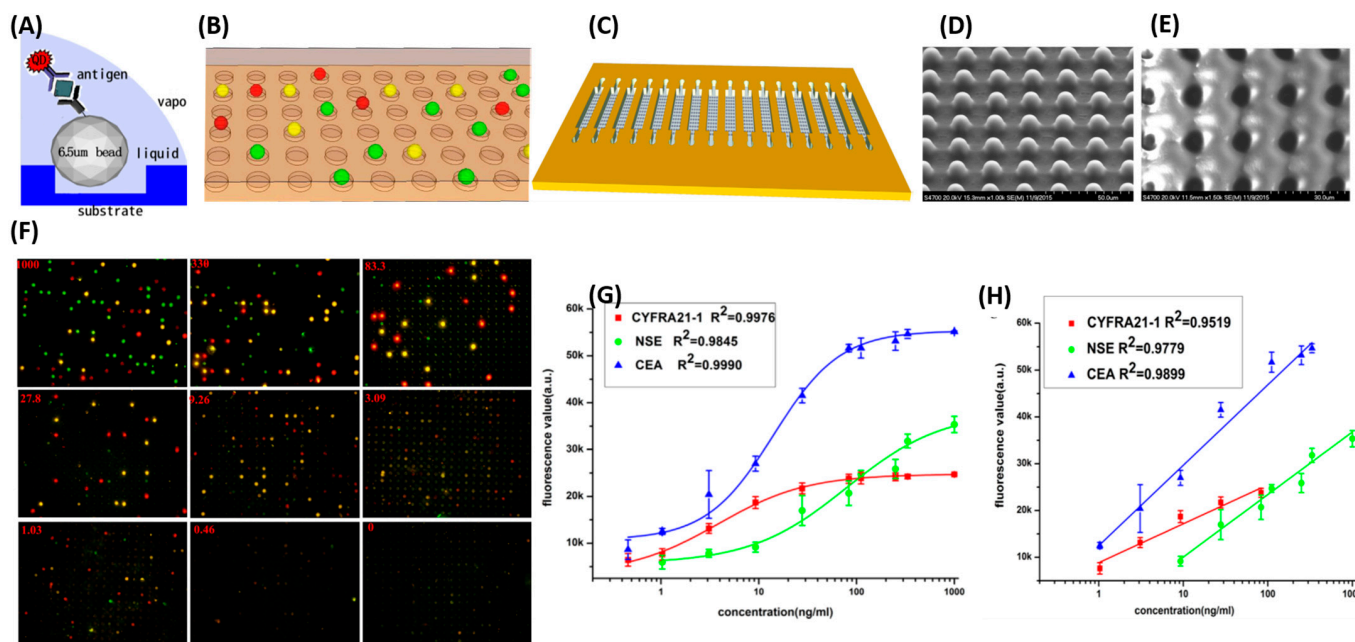 (A)
QD
antigen
vapo
6.5um bead
liquid
substrate
(B)
(C)
(D)
S4700 20.0kV 15.3mm x1.00k SE(M) 11/9/2015
50.0um
(E)
S4700 20.0kV 11.5mm x1.50k SE(M) 11/9/2015
30.0um
(F)
1000
330
83.3
27.8
9.26
3.09
1.03
0.46
0
(G)
60k
50k
40k
30k
20k
10k
fluorescence value(a.u.)
CYFRA21-1 R²=0.9976
NSE R²=0.9845
CEA R²=0.9990
1
10
100
1000
concentration(ng/ml)
(H)
60k
50k
40k
30k
20k
10k
fluorescence value(a.u.)
CYFRA21-1 R²=0.9519
NSE R²=0.9779
CEA R²=0.9899
1
10
100
concentration(ng/ml)